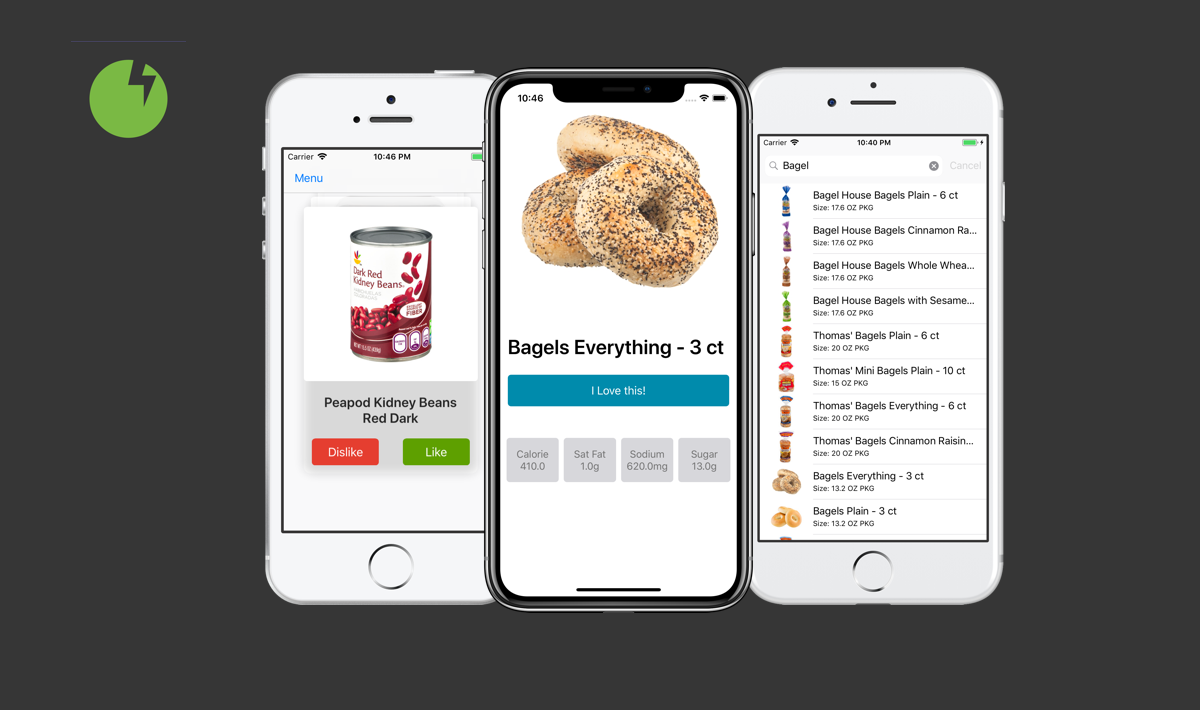 Carrier
10:46 PM
Menu
Dark Red
Kidney Beans
FIBER
Peapod Kidney Beans
Red Dark
Dislike
Like
10:46
Bagels Everything - 3 ct
I Love this!
Calorie
410.0
Sat Fat
1.0g
Sodium
620.0mg
Sugar
13.0g
Carrier
10:40 PM
Bagel
Cancel
Bagel House Bagels Plain - 6 ct
Size: 17.6 OZ PKG
Bagel House Bagels Cinnamon Ra...
Size: 17.6 OZ PKG
Bagel House Bagels Whole Whea...
Size: 17.6 OZ PKG
Bagel House Bagels with Sesame...
Size: 17.6 OZ PKG
Thomas' Bagels Plain - 6 ct
Size: 20 OZ PKG
Thomas' Mini Bagels Plain - 10 ct
Size: 15 OZ PKG
Thomas' Bagels Everything - 6 ct
Size: 20 OZ PKG
Thomas' Bagels Cinnamon Raisin...
Size: 20 OZ PKG
Bagels Everything - 3 ct
Size: 13.2 OZ PKG
Bagels Plain - 3 ct
Size: 13.2 OZ PKG